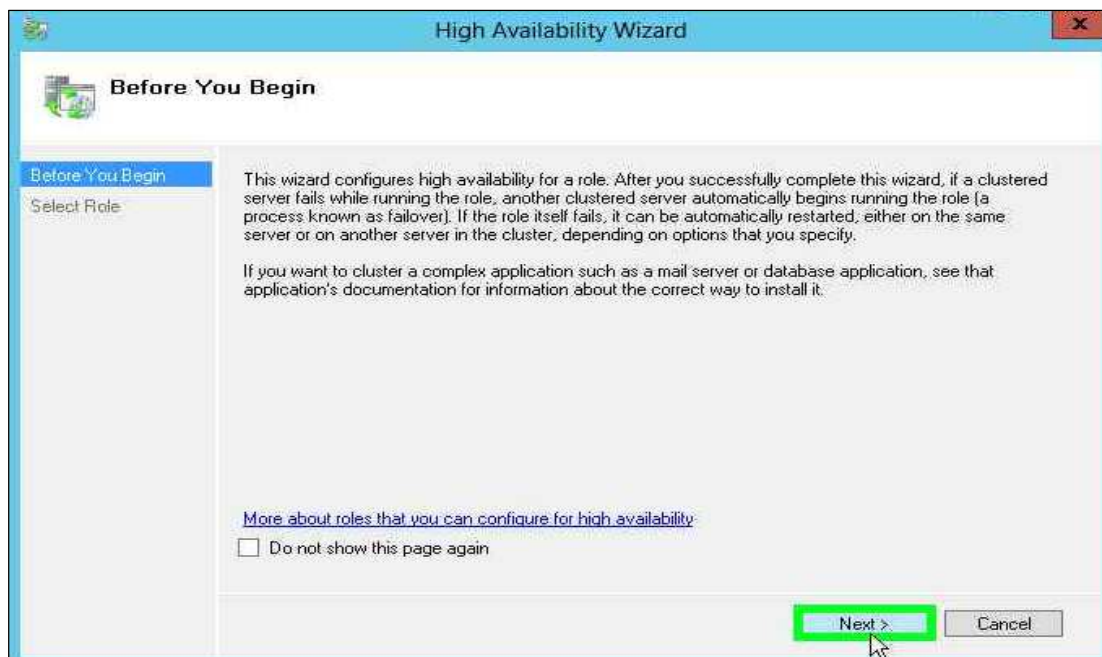 High Availability Wizard
x
Before You Begin
Before You Begin
Select Role
This wizard configures high availability for a role. After you successfully complete this wizard, if a clustered
server fails while running the role, another clustered server automatically begins running the role (a
process known as failover). If the role itself fails, it can be automatically restarted, either on the same
server or on another server in the cluster, depending on options that you specify.
If you want to cluster a complex application such as a mail server or database application, see that
application's documentation for information about the correct way to install it.
More about roles that you can configure for high availability
Do not show this page again
Next >
Cancel